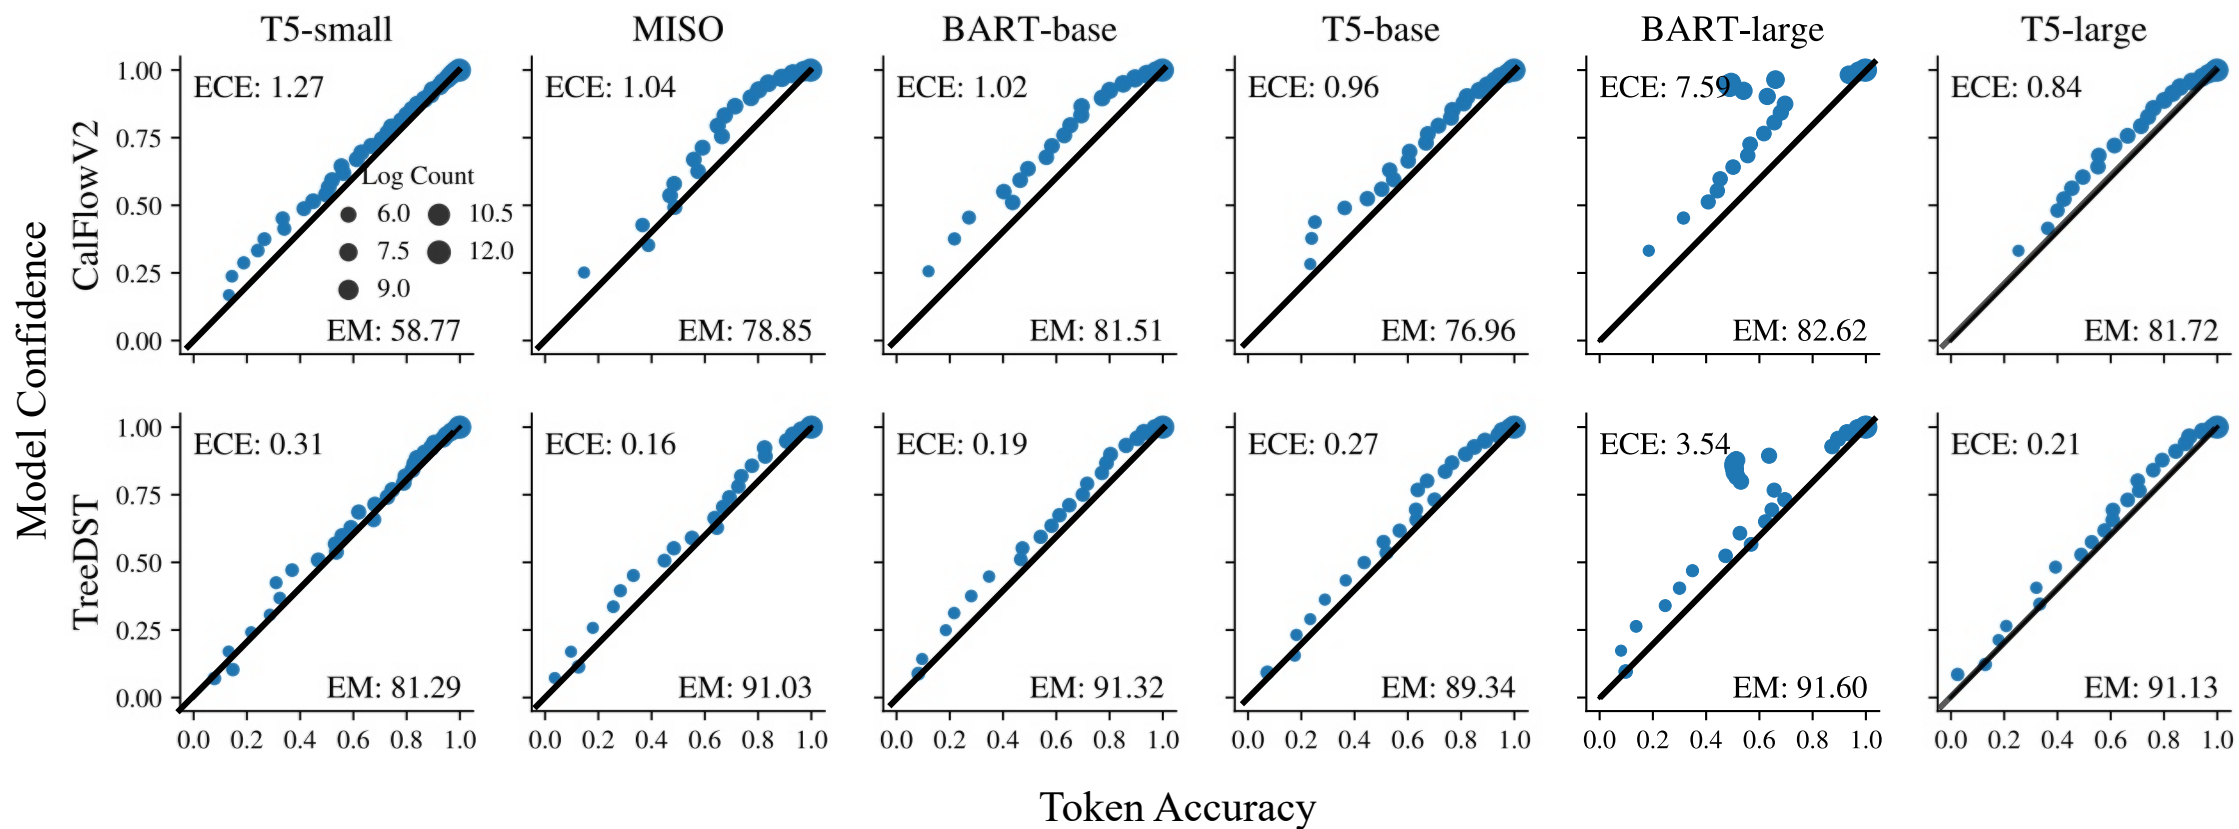 T5-small MISO BART-base T5-base BART-large T5-large
Model Confidence
CalFlowV2
1.00
0.75
0.50
0.25
0.00
ECE: 1.27
Log Count
6.0 10.5
7.5 12.0
9.0
EM: 58.77
ECE: 1.04
EM: 78.85
ECE: 1.02
EM: 81.51
ECE: 0.96
EM: 76.96
ECE: 7.59
EM: 82.62
ECE: 0.84
EM: 81.72
TreeDST
1.00
0.75
0.50
0.25
0.00
ECE: 0.31
EM: 81.29
0.0 0.2 0.4 0.6 0.8 1.0
ECE: 0.16
EM: 91.03
0.0 0.2 0.4 0.6 0.8 1.0
ECE: 0.19
EM: 91.32
0.0 0.2 0.4 0.6 0.8 1.0
ECE: 0.27
EM: 89.34
0.0 0.2 0.4 0.6 0.8 1.0
ECE: 3.54
EM: 91.60
0.0 0.2 0.4 0.6 0.8 1.0
ECE: 0.21
EM: 91.13
0.0 0.2 0.4 0.6 0.8 1.0
Token Accuracy